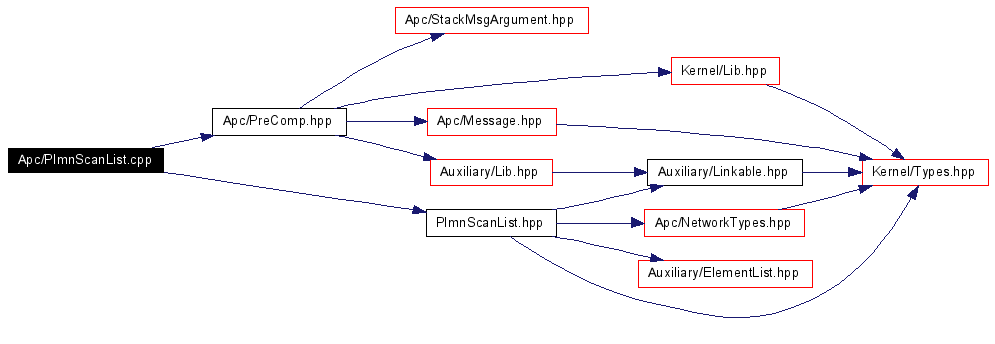 Apc/StackMsgArgument.hpp
Kernel/Lib.hpp
Apc/PreComp.hpp
Apc/Message.hpp
Apc/PlmnScanList.cpp
Auxiliary/Lib.hpp
Auxiliary/Linkable.hpp
Kernel/Types.hpp
PlmnScanList.hpp
Apc/NetworkTypes.hpp
Auxiliary/ElementList.hpp